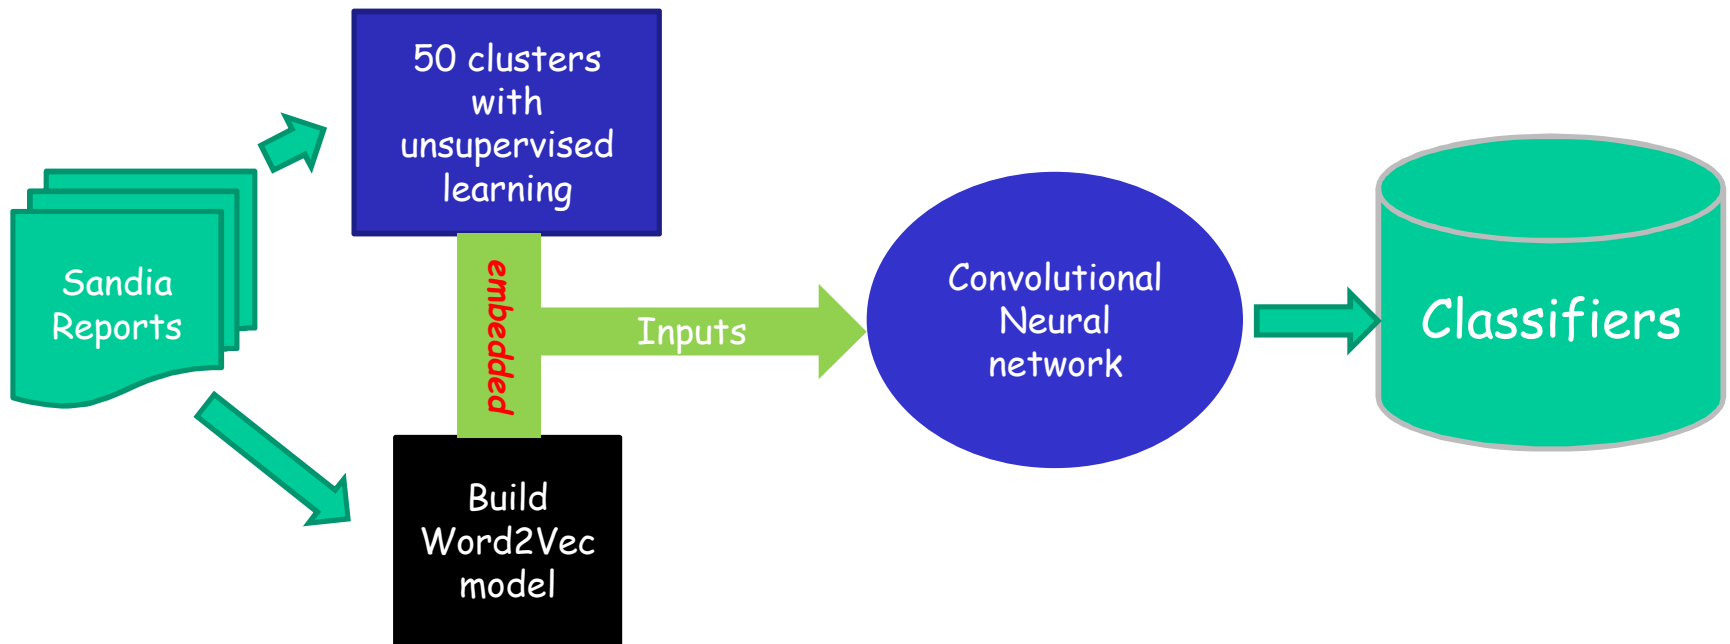 50 clusters
with
unsupervised
learning
Sandia
Reports
embedded
Inputs
Build
Word2Vec
model
Convolutional
Neural
network
Classifiers